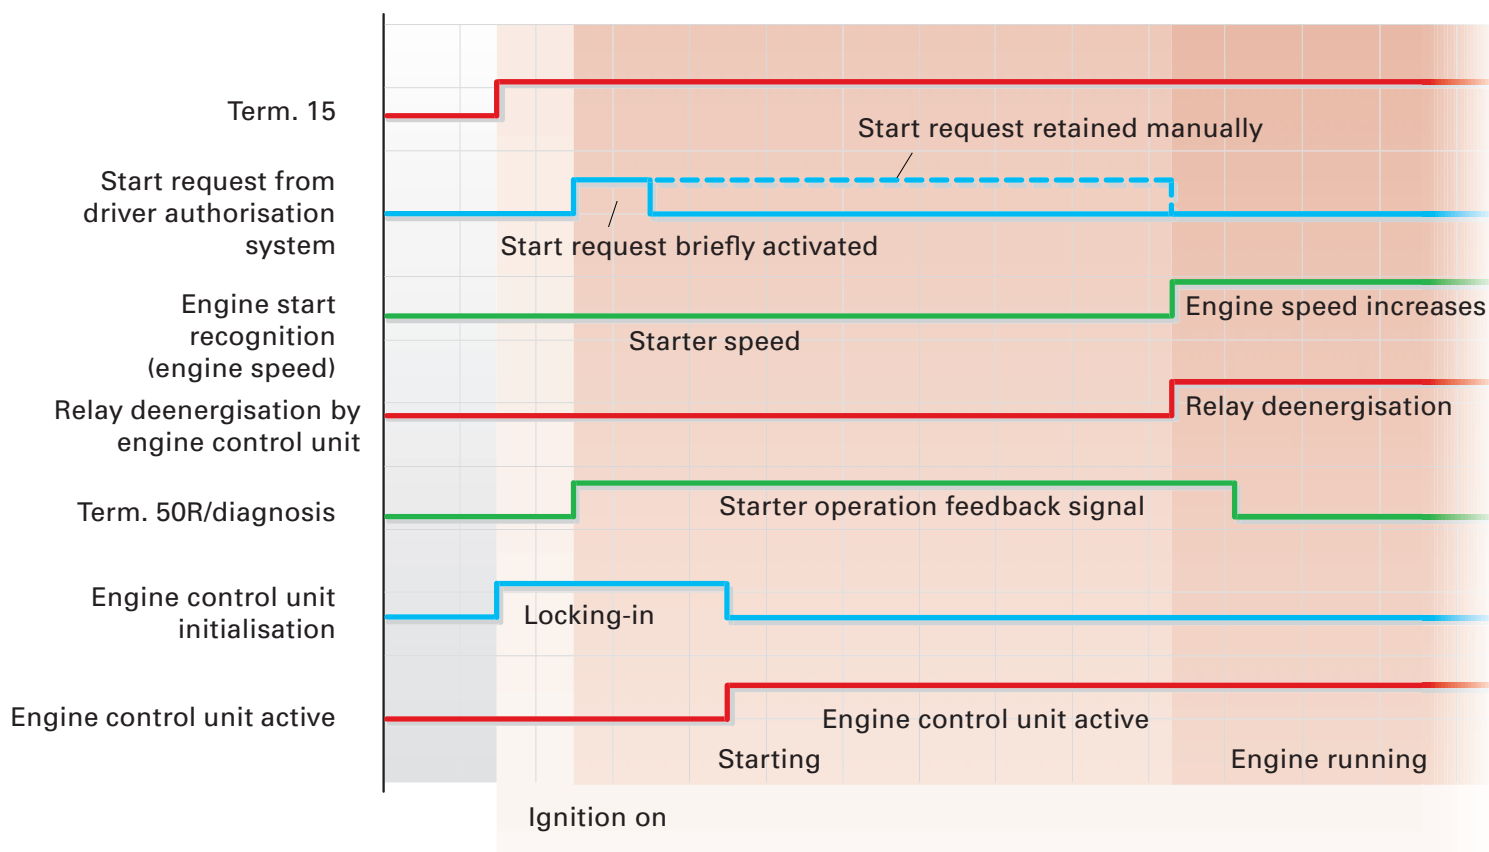 Term. 15
Start request retained manually
Start request from
driver authorisation
system
Start request briefly activated
Engine start
recognition
(engine speed)
Engine speed increases
Starter speed
Relay deenergisation by
engine control unit
Relay deenergisation
Term. 50R/diagnosis
Starter operation feedback signal
Engine control unit
initialisation
Locking-in
Engine control unit active
Engine control unit active
Starting
Engine running
Ignition on